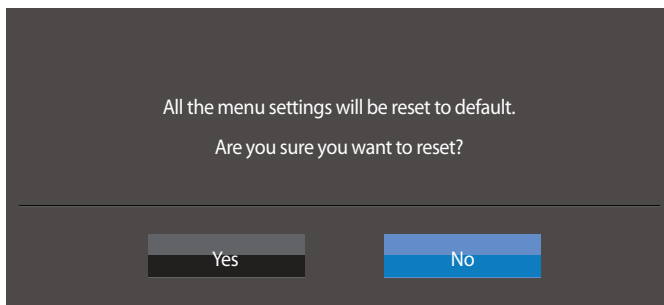 All the menu settings will be reset to default.
Are you sure you want to reset?
Yes
No